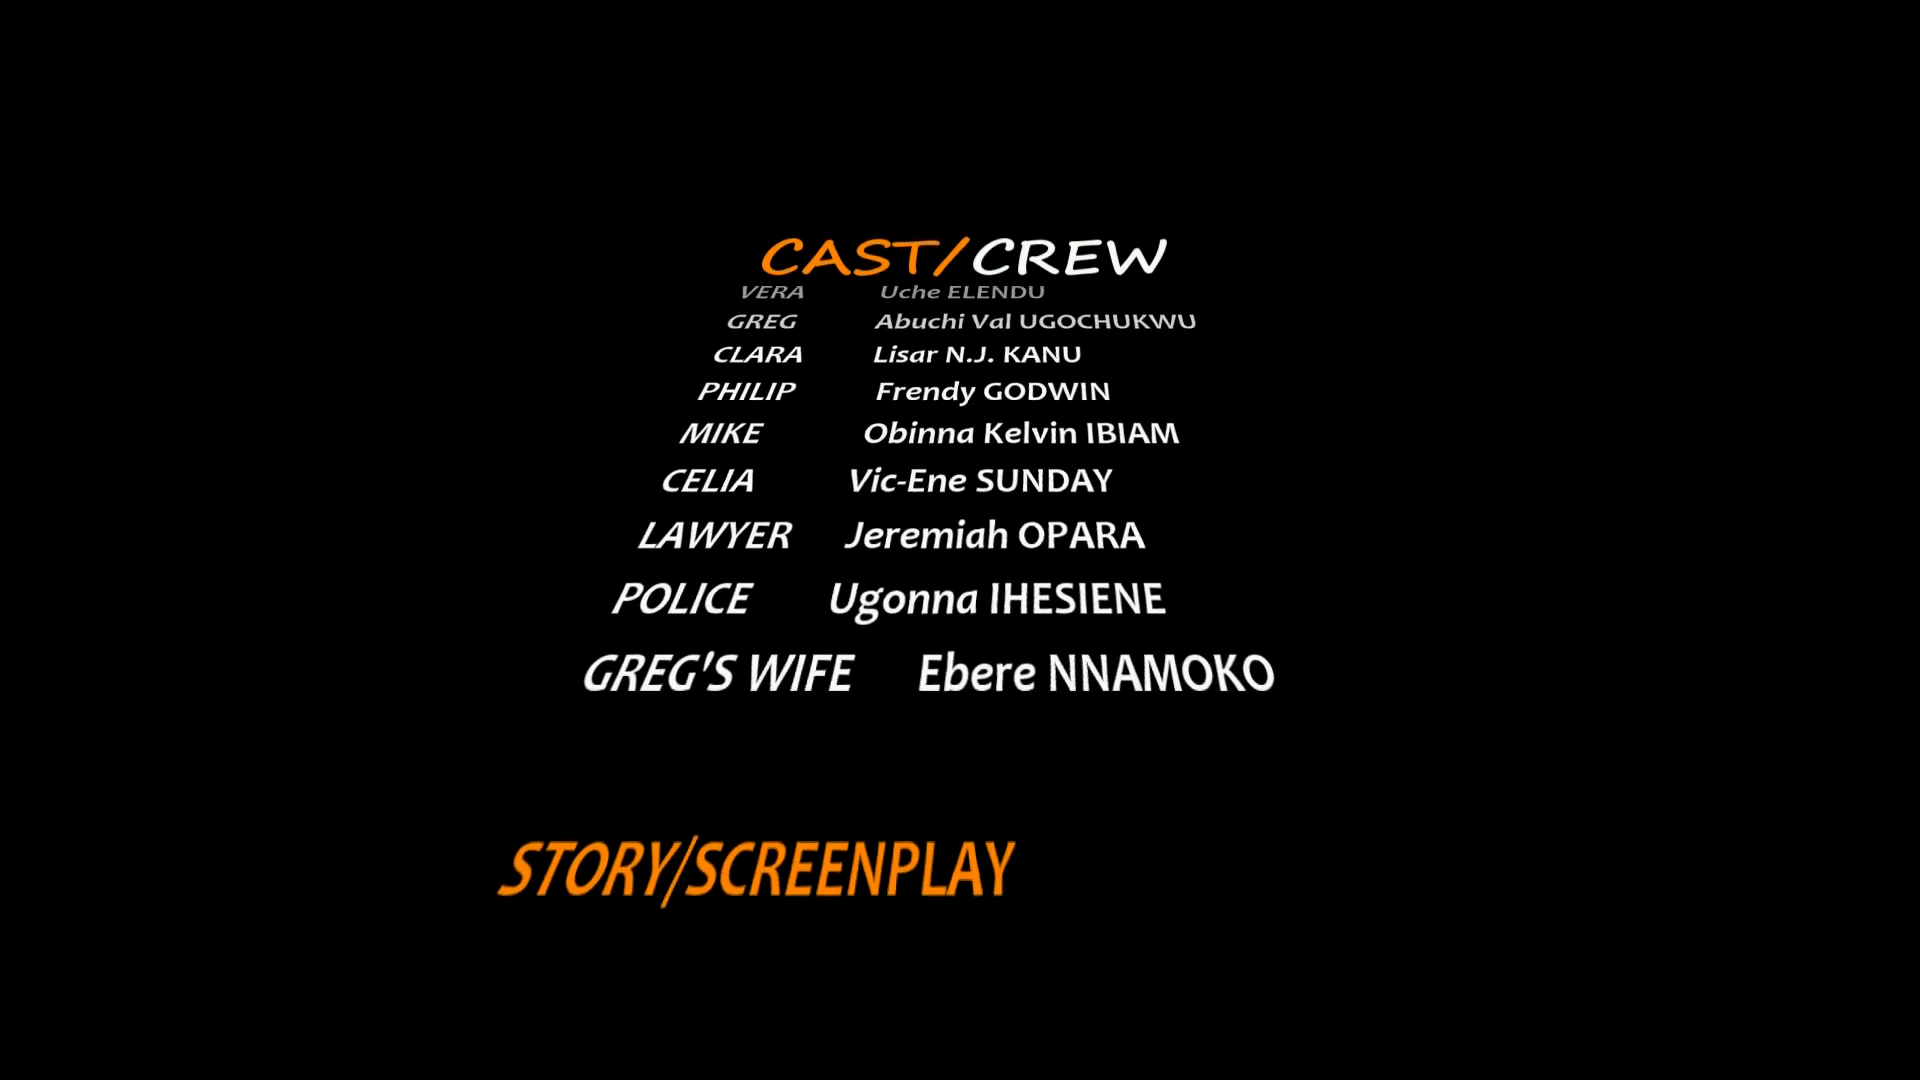 CAST/CREW
VERA Uche ELENDU
GREG Abuchi Val UGOCHUKWU
CLARA Lisar N.J. KANU
PHILIP Frendy GODWIN
MIKE Obinna Kelvin IBIAM
CELIA Vic-Ene SUNDAY
LAWYER Jeremiah OPARA
POLICE Ugonna IHESIENE
GREG'S WIFE Ebere NNAMOKO
STORY/SCREENPLAY